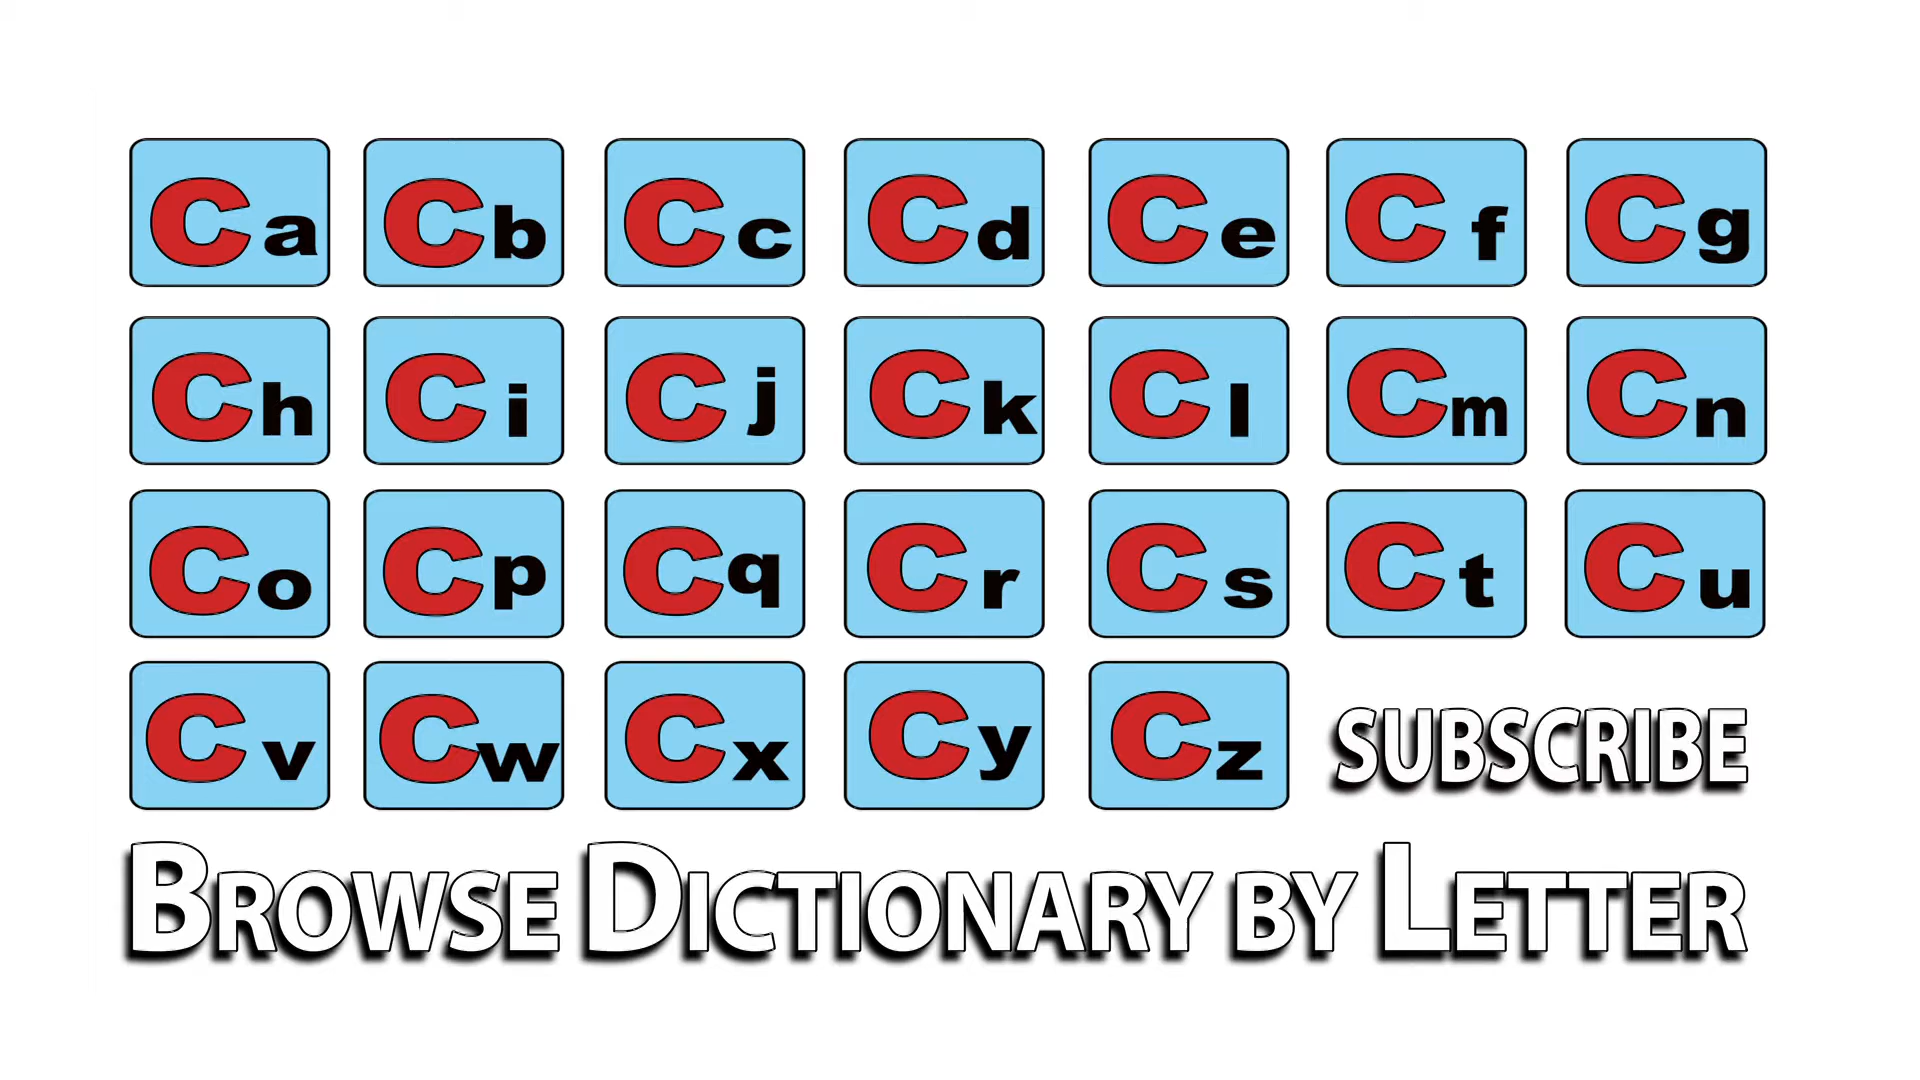 Ca Cb Cc Cd Ce Cf Cg
Ch Ci Cj Ck Cl Cm Cn
Co Cp Cq Cr Cs Ct Cu
Cv Cw Cx Cy Cz SUBSCRIBE
BROWSE DICTIONARY BY LETTER